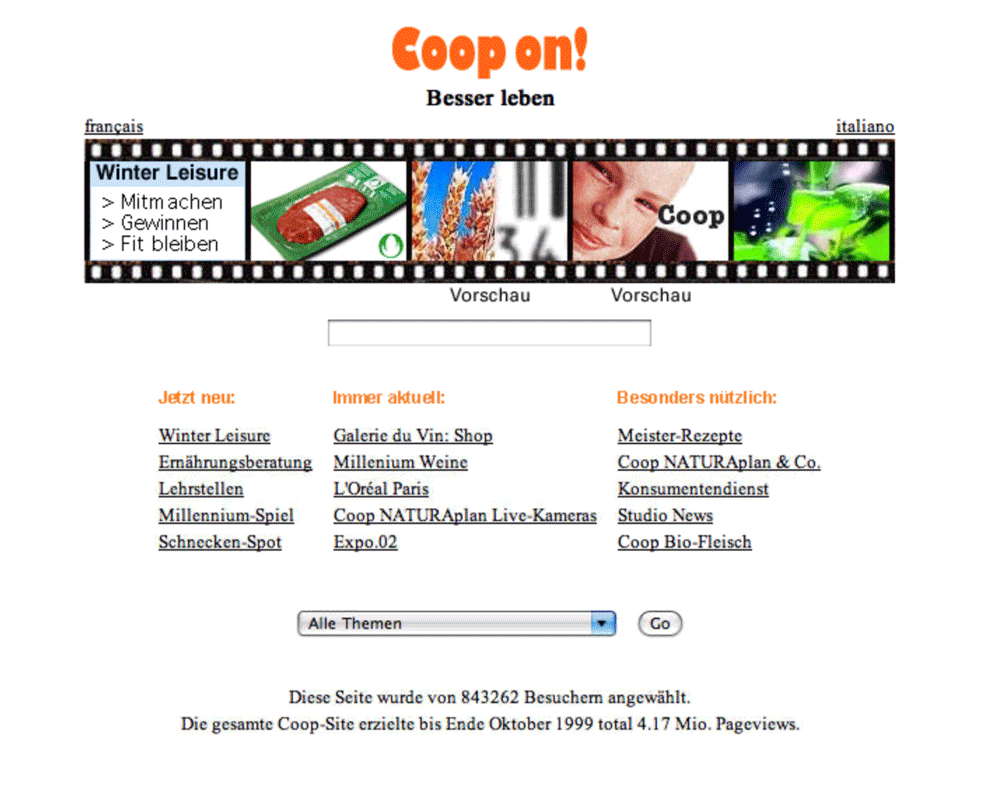 Coop on!
Besser leben
français
italiano
Winter Leisure
> Mitmachen
> Gewinnen
> Fit bleiben
34
Coop
Vorschau
Vorschau
Jetzt neu:
Winter Leisure
Ernährungsberatung
Lehrstellen
Millennium-Spiel
Schnecken-Spot
Immer aktuell:
Galerie du Vin: Shop
Millenium Weine
L'Oréal Paris
Coop NATURAplan Live-Kameras
Expo.02
Besonders nützlich:
Meister-Rezepte
Coop NATURAplan & Co.
Konsumentendienst
Studio News
Coop Bio-Fleisch
Alle Themen
Go
Diese Seite wurde von 843262 Besuchern angewählt.
Die gesamte Coop-Site erzielte bis Ende Oktober 1999 total 4.17 Mio. Pageviews.